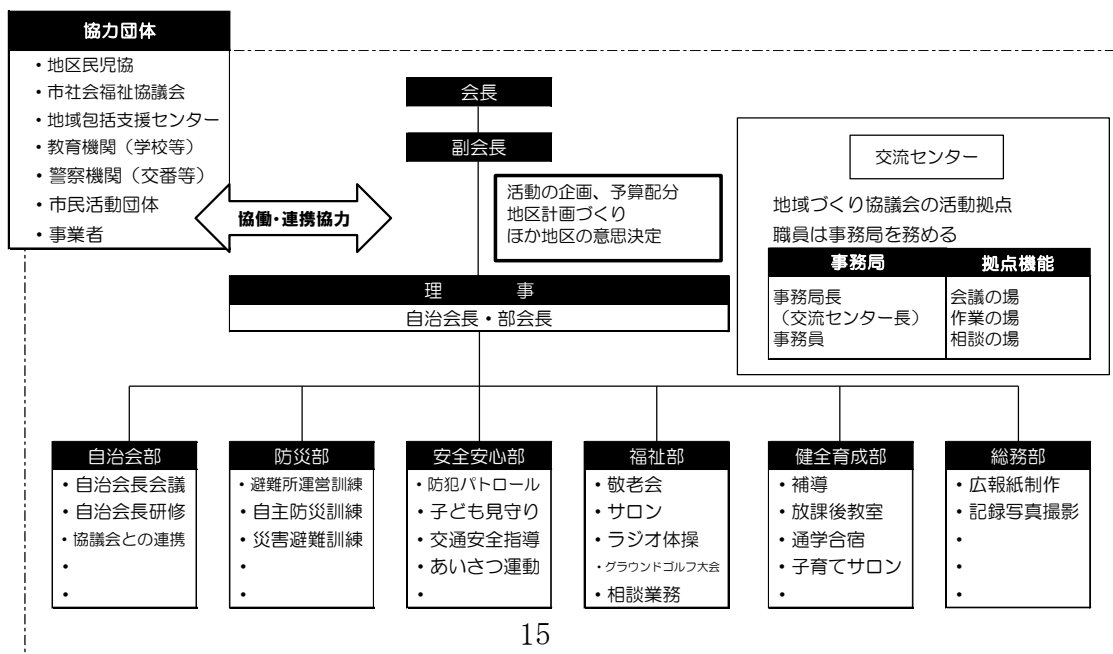 協力団体
・地区民児協
・市社会福祉協議会
・地域包括支援センター
・教育機関（学校等）
・警察機関（交番等）
・市民活動団体
・事業者
協働・連携協力
会長
副会長
活動の企画、予算配分
地区計画づくり
ほか地区の意思決定
理　事
自治会長・部会長
交流センター
地域づくり協議会の活動拠点
職員は事務局を務める
事務局
事務局長
（交流センター長）
事務員
拠点機能
会議の場
作業の場
相談の場
自治会部
・自治会長会議
・自治会長研修
・協議会との連携
・
・
防災部
・避難所運営訓練
・自主防災訓練
・災害避難訓練
・
・
安全安心部
・防犯パトロール
・子ども見守り
・交通安全指導
・あいさつ運動
・
福祉部
・敬老会
・サロン
・ラジオ体操
・グラウンドゴルフ大会
・相談業務
健全育成部
・補導
・放課後教室
・通学合宿
・子育てサロン
・
総務部
・広報紙制作
・記録写真撮影
・
・
・
15